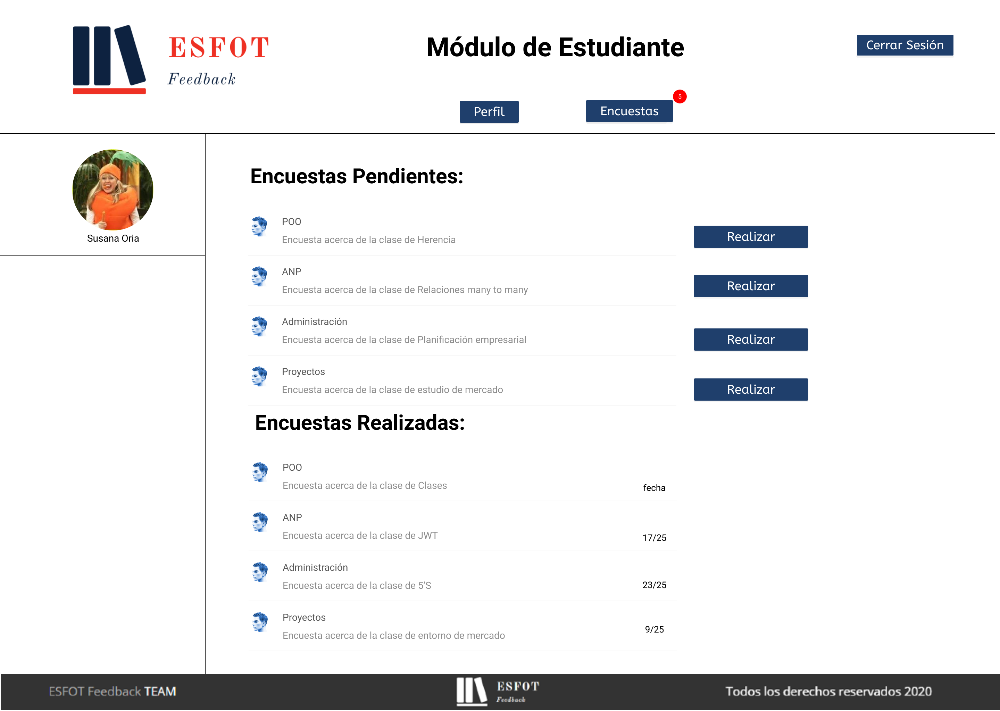 ESFOT
Feedback
Módulo de Estudiante
Cerrar Sesión
Perfil
Encuestas
5
Susana Oria
Encuestas Pendientes:
POO
Encuesta acerca de la clase de Herencia
Realizar
ANP
Encuesta acerca de la clase de Relaciones many to many
Realizar
Administración
Encuesta acerca de la clase de Planificación empresarial
Realizar
Proyectos
Encuesta acerca de la clase de estudio de mercado
Realizar
Encuestas Realizadas:
POO
Encuesta acerca de la clase de Clases
fecha
ANP
Encuesta acerca de la clase de JWT
17/25
Administración
Encuesta acerca de la clase de 5’S
23/25
Proyectos
Encuesta acerca de la clase de entorno de mercado
9/25
ESFOT Feedback TEAM
ESFOT
Feedback
Todos los derechos reservados 2020